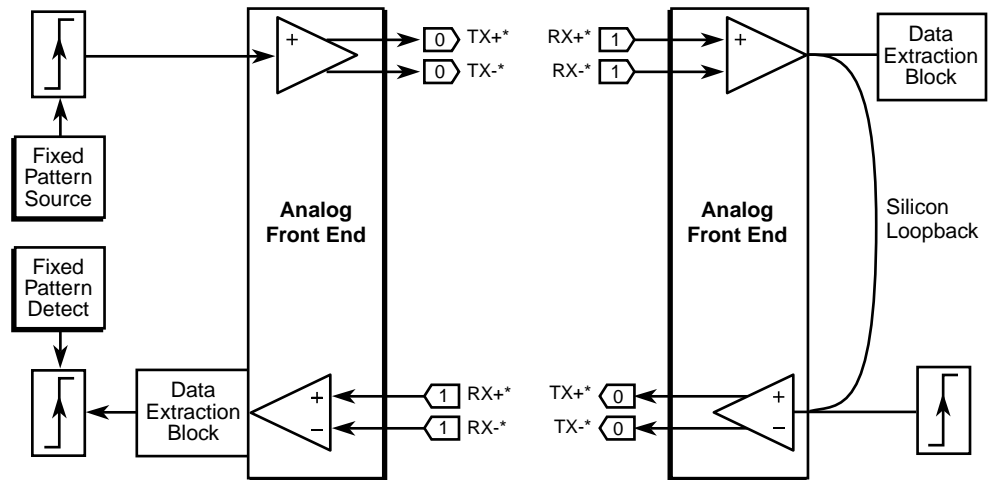 0 TX+*
0 TX-*
Fixed
Pattern
Source
Fixed
Pattern
Detect
+
Analog
Front End
Data
Extraction
Block
+
−
1 RX+*
1 RX-*
RX+* 1
RX-* 1
+
Analog
Front End
Data
Extraction
Block
Silicon
Loopback
TX+* 0
TX-* 0
+
−